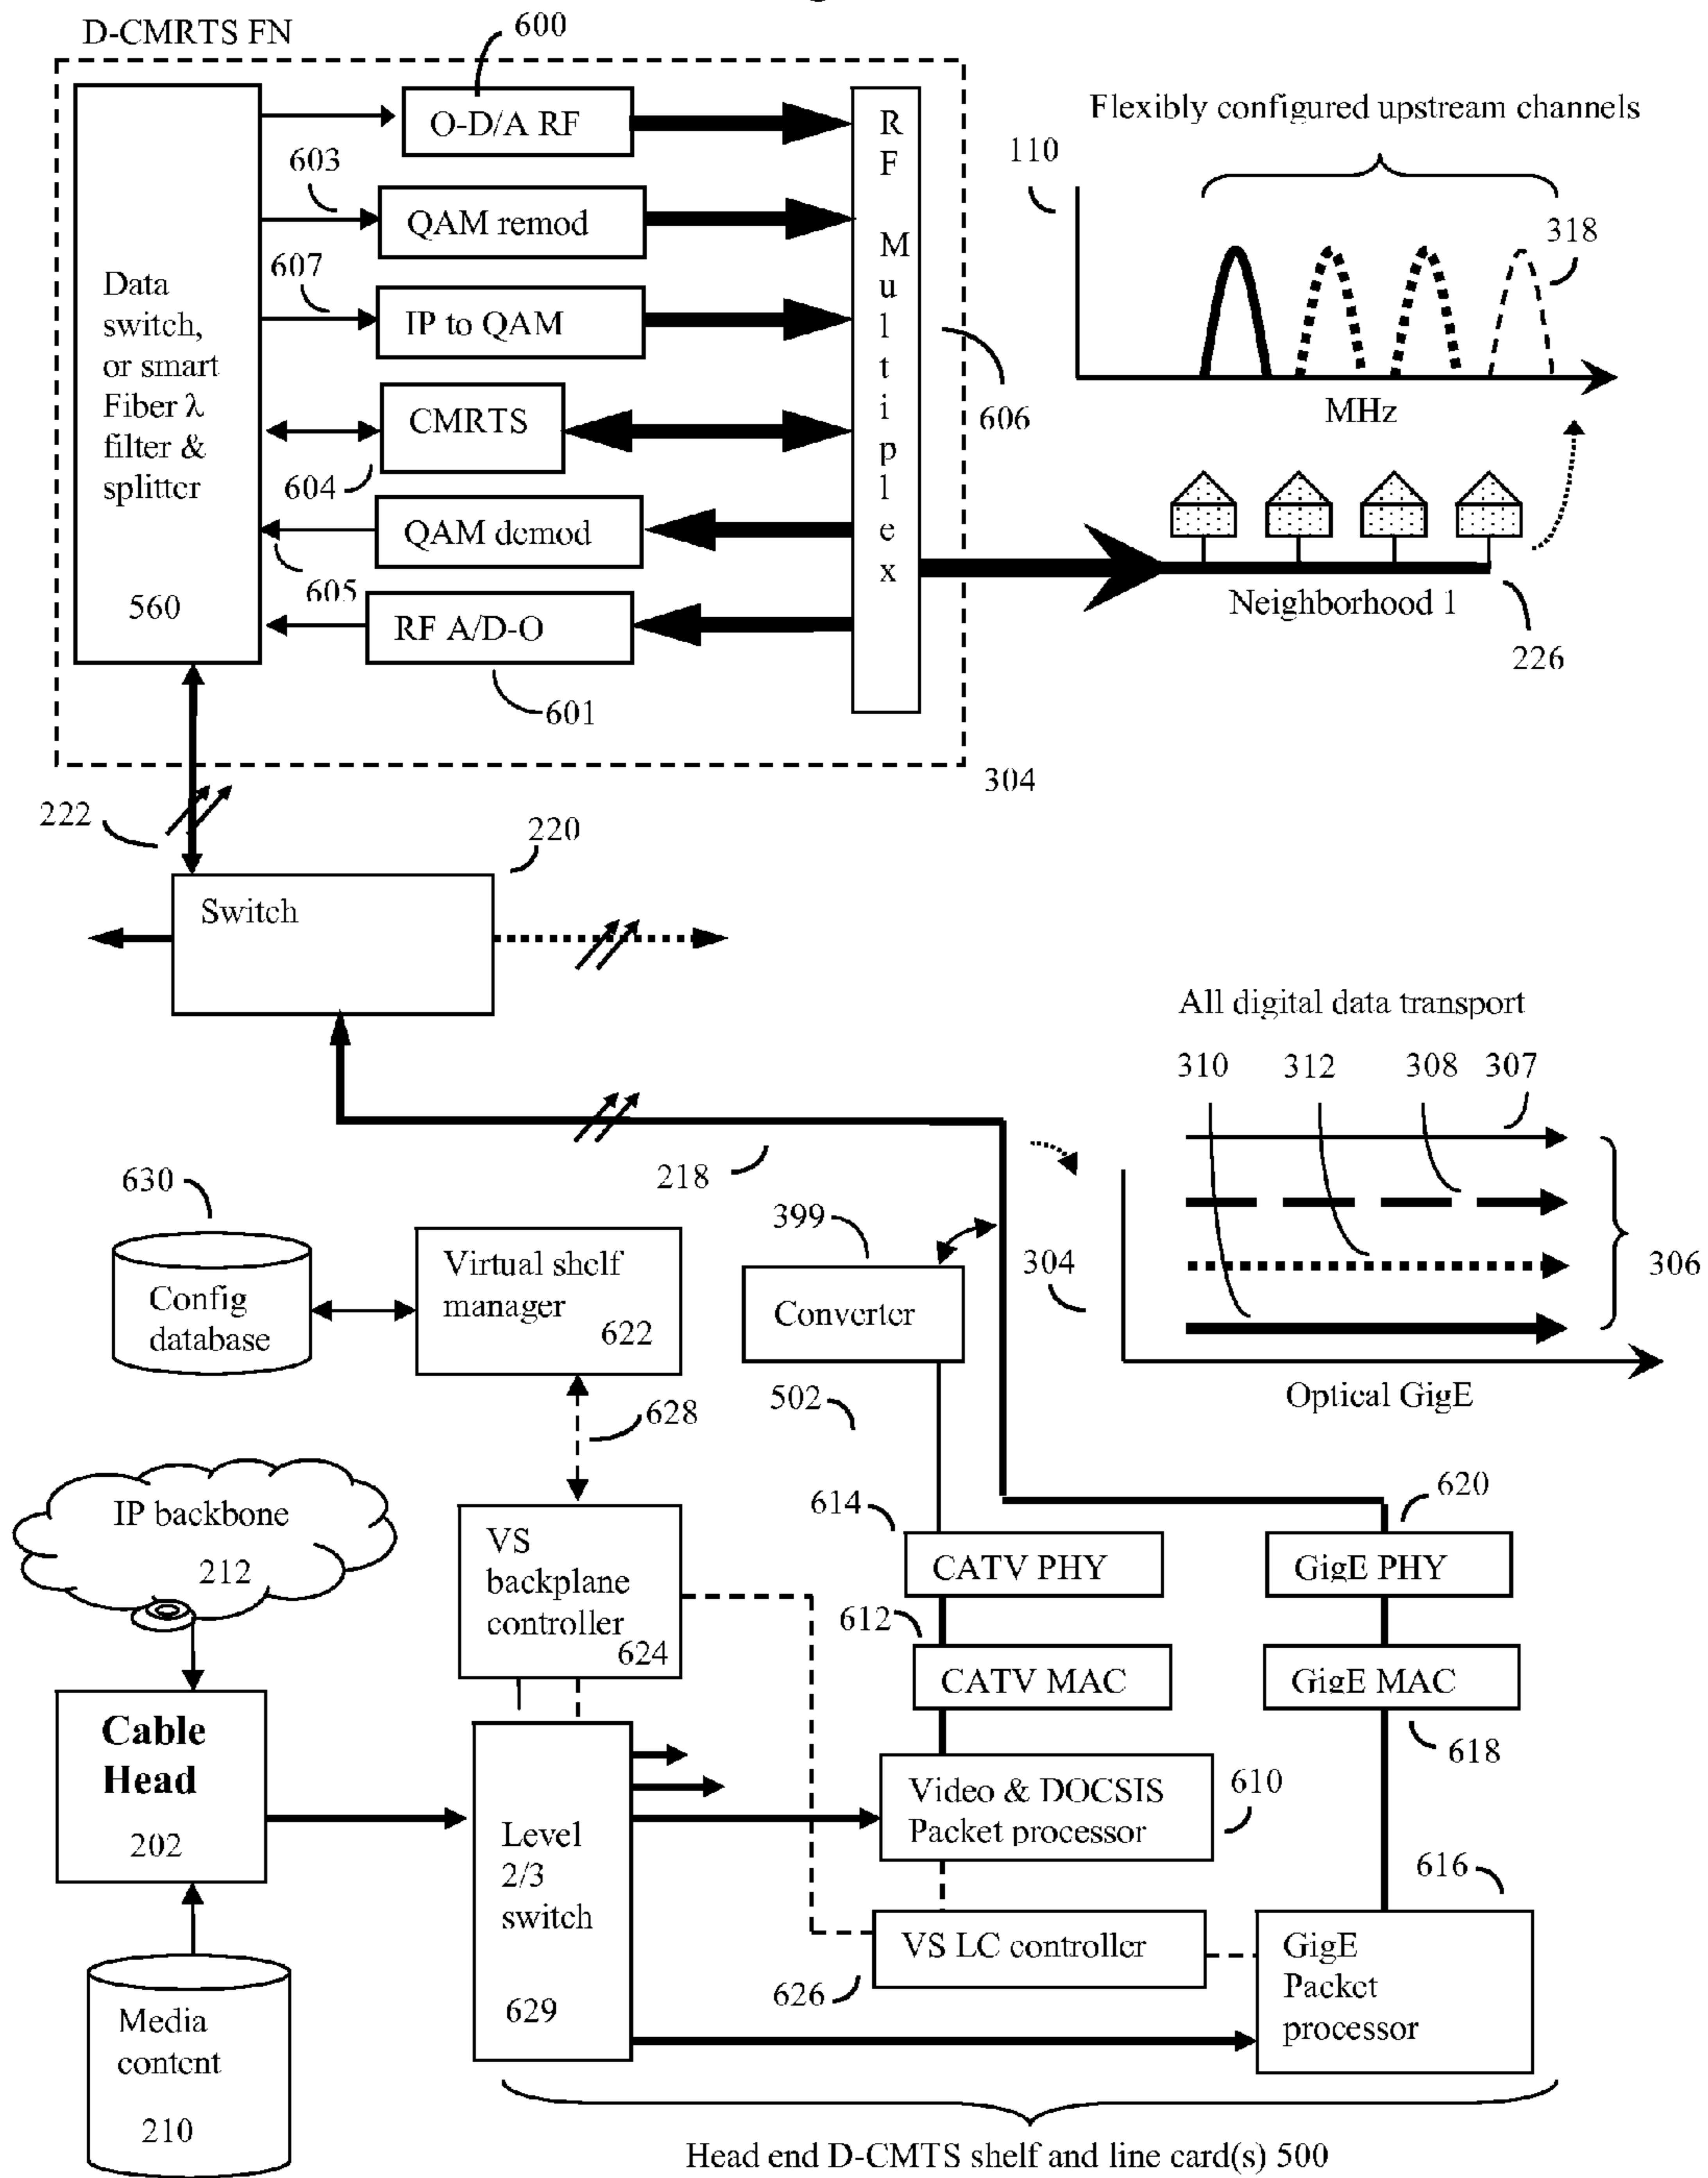 D-CMRTS FN
600
O-D/A RF
603
QAM remod
607
IP to QAM
Data
switch,
or smart
Fiber λ
filter &
splitter
560
CMRTS
604
QAM demod
605
RF A/D-O
601
R
F
M
u
l
t
i
p
l
e
x
606
304
Flexibly configured upstream channels
110
318
MHz
Neighborhood 1
226
222
220
Switch
218
All digital data transport
310
312
308
307
304
306
Optical GigE
630
Config
database
Virtual shelf
manager
622
628
399
Converter
502
IP backbone
212
VS
backplane
controller
624
614
CATV PHY
620
GigE PHY
612
CATV MAC
GigE MAC
618
Cable
Head
202
Level
2/3
switch
629
Video & DOCSIS
Packet processor
610
616
VS LC controller
626
GigE
Packet
processor
Media
content
210
Head end D-CMTS shelf and line card(s) 500